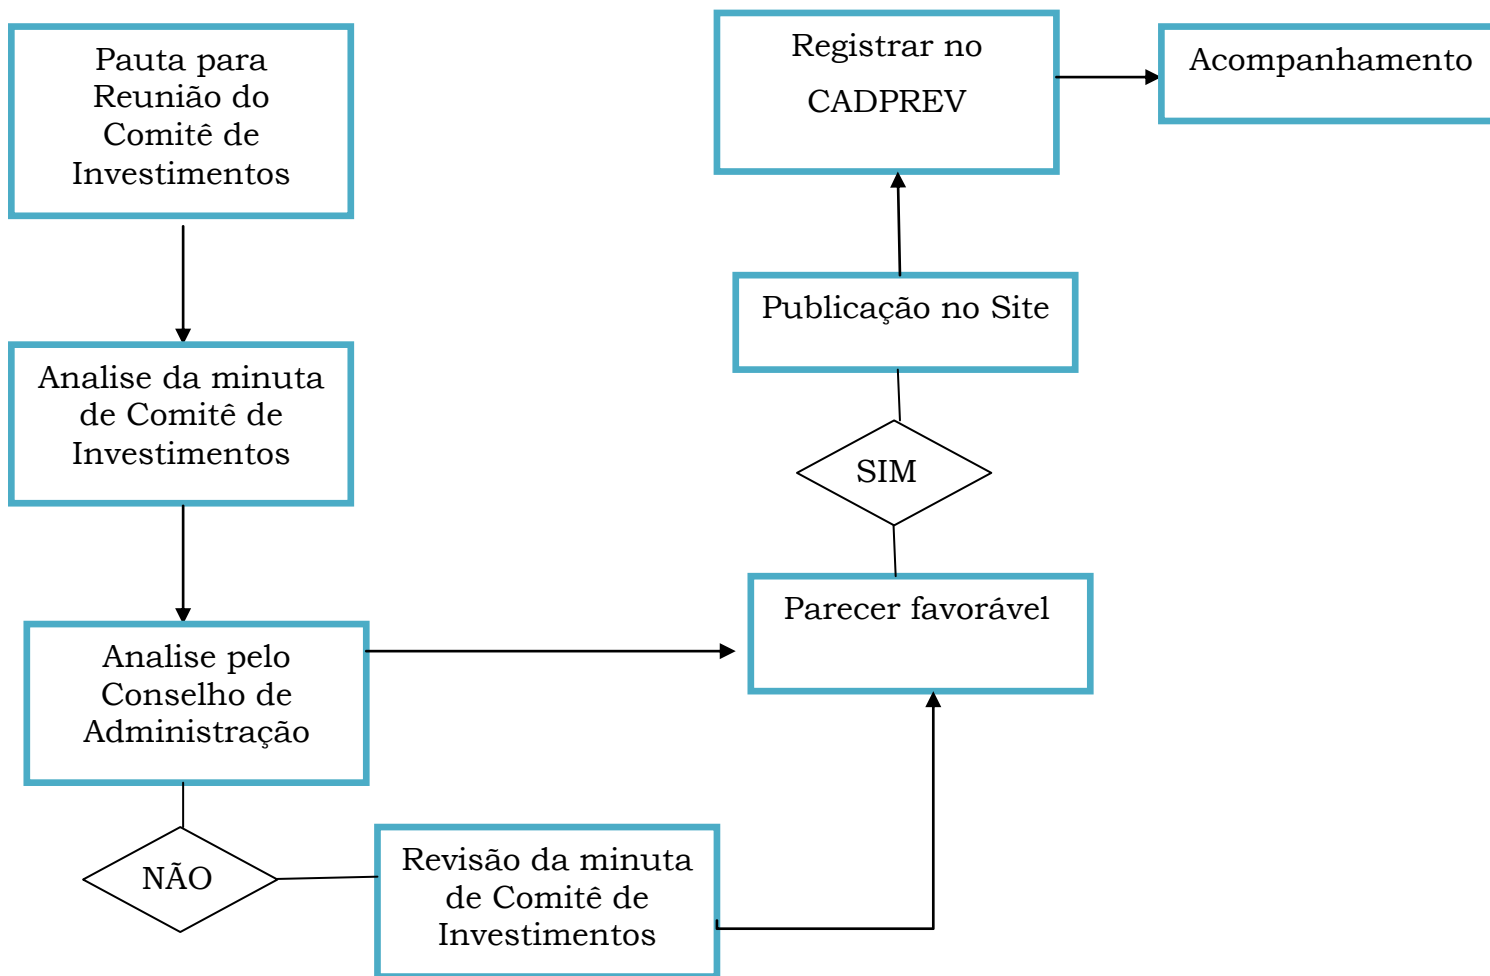 Pauta para
Reunião do
Comitê de
Investimentos
Analise da minuta
de Comitê de
Investimentos
Analise pelo
Conselho de
Administração
NÃO
Revisão da minuta
de Comitê de
Investimentos
Parecer favorável
SIM
Publicação no Site
Registrar no
CADPREV
Acompanhamento